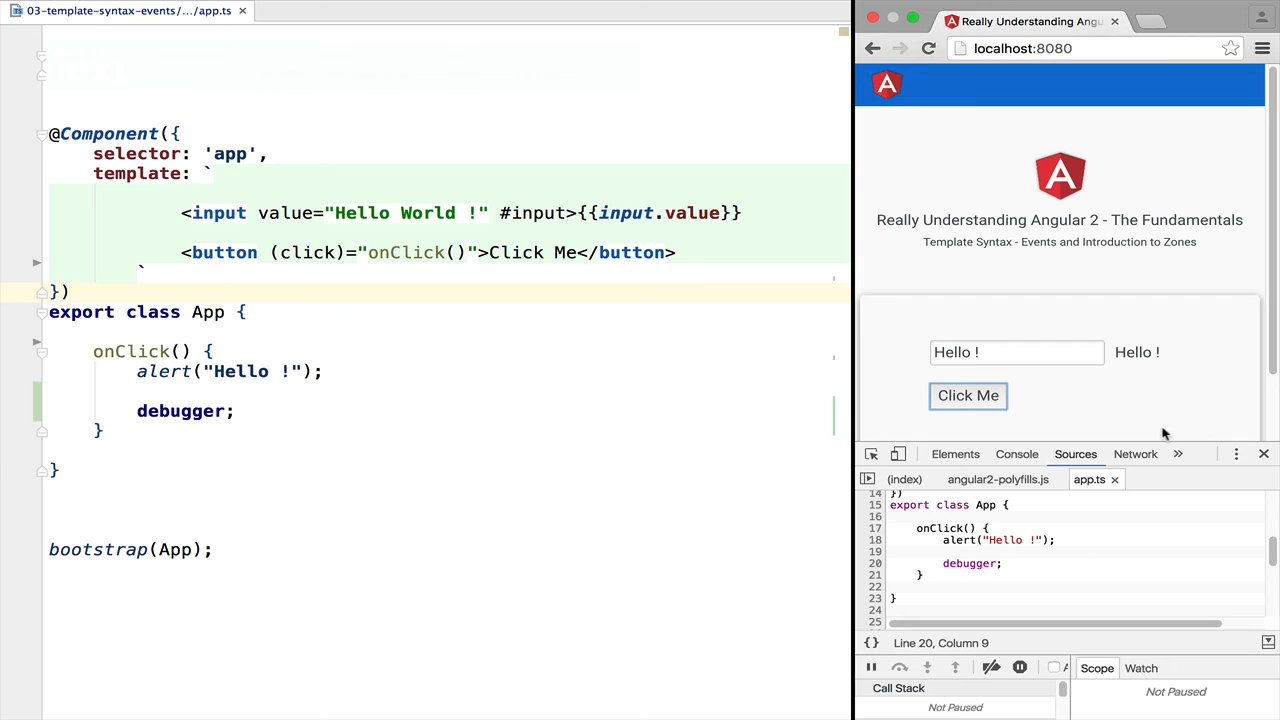 03-template-syntax-events/.../app.ts
@Component({
selector: 'app',
template: `
<input value="Hello World !" #input>{{input.value}}
<button (click)="onClick()">Click Me</button>
`
})
export class App {
onClick() {
alert("Hello !");
debugger;
}
}
bootstrap(App);
Really Understanding Angu
localhost:8080
Really Understanding Angular 2 - The Fundamentals
Template Syntax - Events and Introduction to Zones
Hello ! Hello !
Click Me
Elements Console Sources Network »
(index) angular2-polyfills.js app.ts
14 })
15 export class App {
16
17 onClick() {
18 alert("Hello !");
19
20 debugger;
21 }
22
23 }
24
25
{} Line 20, Column 9
A Scope Watch
Call Stack
Not Paused
Not Paused